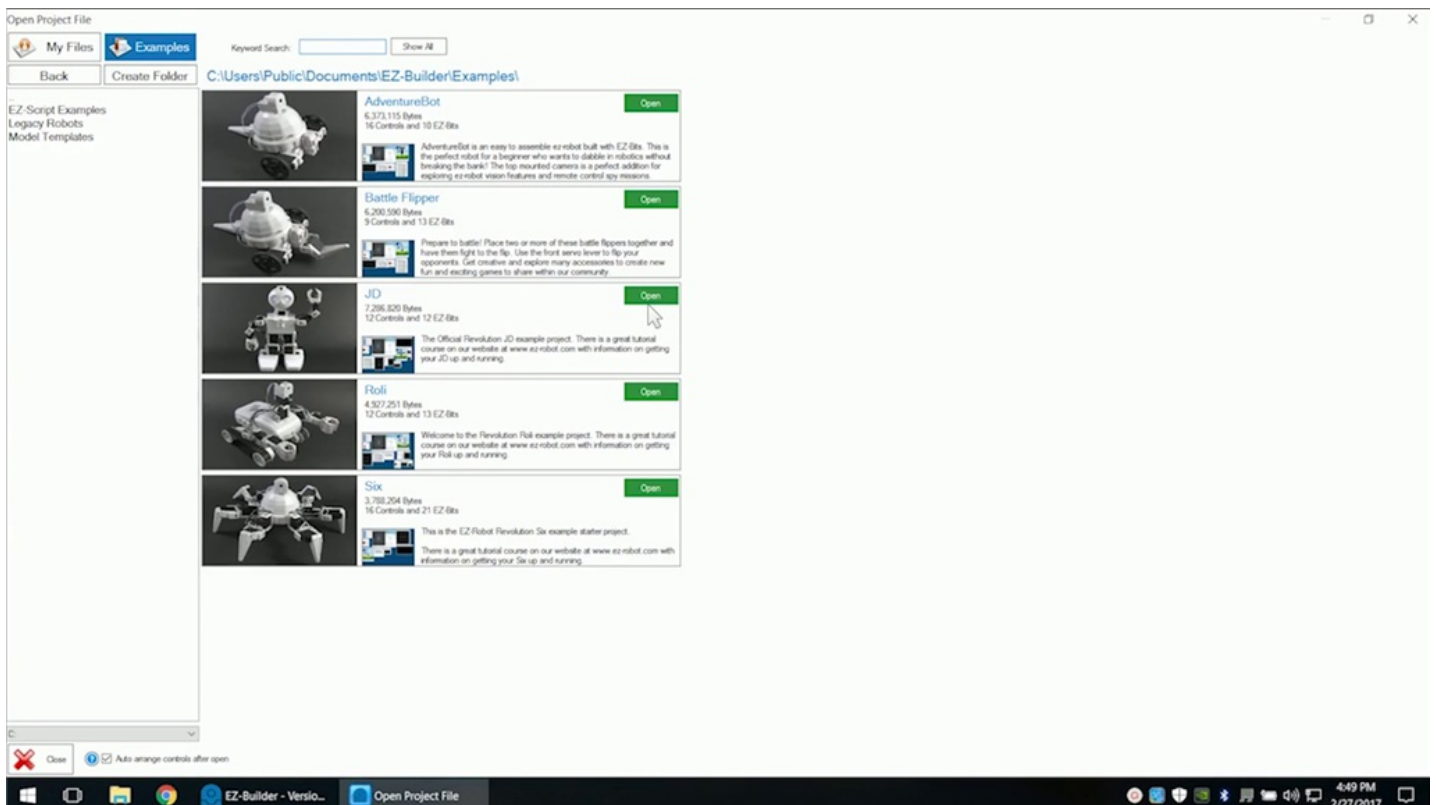 Open Project File
My Files
Examples
Keyword Search:
Show All
Back
Create Folder
C:\Users\Public\Documents\EZ-Builder\Examples\
..
EZ-Script Examples
Legacy Robots
Model Templates
AdventureBot
Open
6,373,115 Bytes
16 Controls and 10 EZ-Bits
AdventureBot is an easy to assemble ez-robot built with EZ-Bits. This is
the perfect robot for a beginner who wants to dabble in robotics without
breaking the bank! The top mounted camera is a perfect addition for
exploring ez-robot vision features and remote control spy missions.
Battle Flipper
Open
6,200,590 Bytes
9 Controls and 13 EZ-Bits
Prepare to battle! Place two or more of these battle flippers together and
have them fight to the flip. Use the front servo lever to flip your
opponents. Get creative and explore many accessories to create new
fun and exciting games to share within our community
JD
Open
7,286,820 Bytes
12 Controls and 12 EZ-Bits
The Official Revolution JD example project. There is a great tutorial
course on our website at www.ez-robot.com with information on getting
your JD up and running.
Roli
Open
4,927,251 Bytes
12 Controls and 13 EZ-Bits
Welcome to the Revolution Roli example project. There is a great tutorial
course on our website at www.ez-robot.com with information on getting
your Roli up and running.
Six
Open
3,788,204 Bytes
16 Controls and 21 EZ-Bits
This is the EZ-Robot Revolution Six example starter project.
There is a great tutorial course on our website at www.ez-robot.com with
information on getting your Six up and running.
C:
Close
Auto arrange controls after open
EZ-Builder - Versio...
Open Project File
4:49 PM
2/27/2017